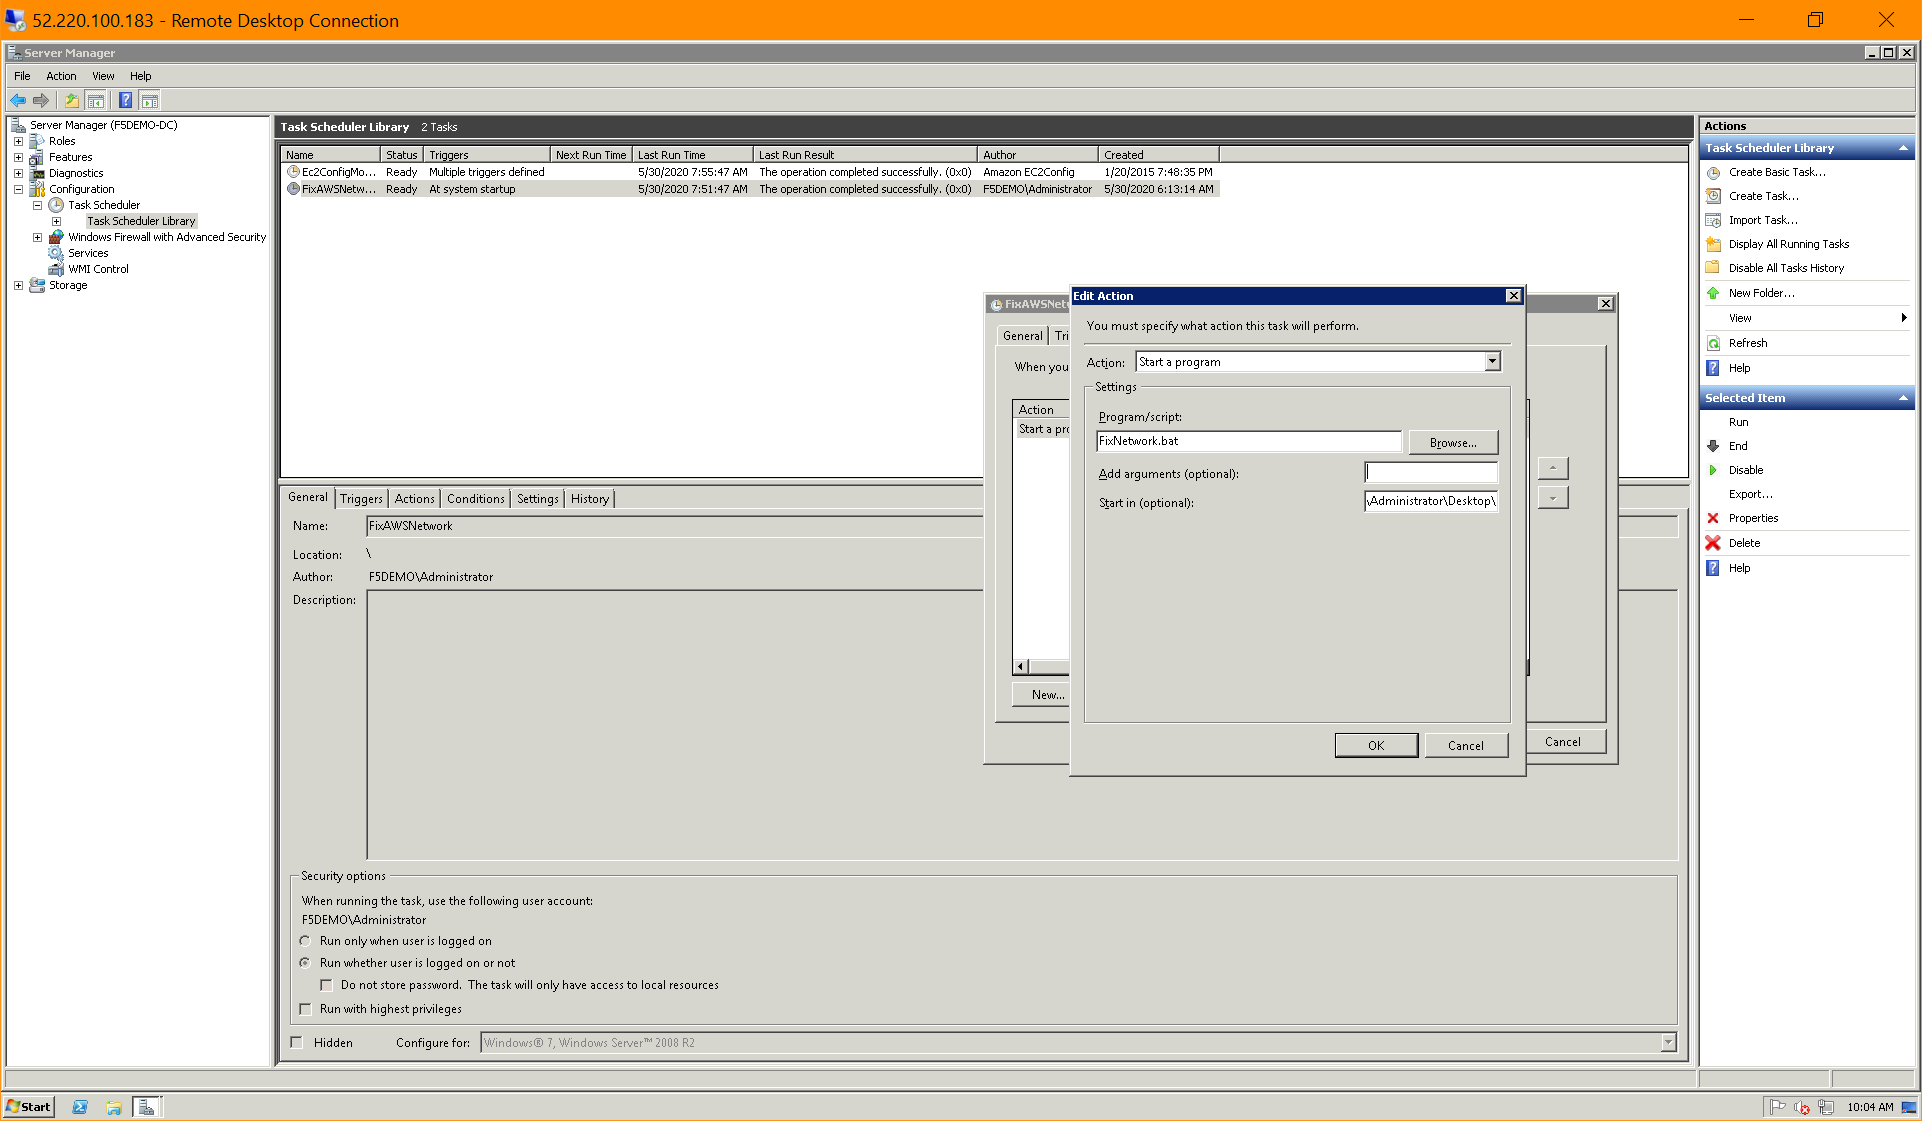 52.220.100.183 - Remote Desktop Connection
Server Manager
File Action View Help
Server Manager (F5DEMO-DC)
Roles
Features
Diagnostics
Configuration
Task Scheduler
Task Scheduler Library
Windows Firewall with Advanced Security
Services
WMI Control
Storage
Task Scheduler Library 2 Tasks
Name Status Triggers Next Run Time Last Run Time Last Run Result Author Created
Ec2ConfigMo... Ready Multiple triggers defined 5/30/2020 7:55:47 AM The operation completed successfully. (0x0) Amazon EC2Config 1/20/2015 7:48:35 PM
FixAWSNetw... Ready At system startup 5/30/2020 7:51:47 AM The operation completed successfully. (0x0) F5DEMO\Administrator 5/30/2020 6:13:14 AM
General Triggers Actions Conditions Settings History
Name: FixAWSNetwork
Location: \
Author: F5DEMO\Administrator
Description:
Security options
When running the task, use the following user account:
F5DEMO\Administrator
Run only when user is logged on
Run whether user is logged on or not
Do not store password. The task will only have access to local resources
Run with highest privileges
Hidden Configure for: Windows® 7, Windows Server™ 2008 R2
FixAWSNet
General Tri
When you
Action
Start a pro
New...
Cancel
Edit Action
You must specify what action this task will perform.
Action: Start a program
Settings
Program/script:
FixNetwork.bat Browse...
Add arguments (optional):
Start in (optional): \Administrator\Desktop\
OK Cancel
Actions
Task Scheduler Library
Create Basic Task...
Create Task...
Import Task...
Display All Running Tasks
Disable All Tasks History
New Folder...
View
Refresh
Help
Selected Item
Run
End
Disable
Export...
Properties
Delete
Help
Start
10:04 AM